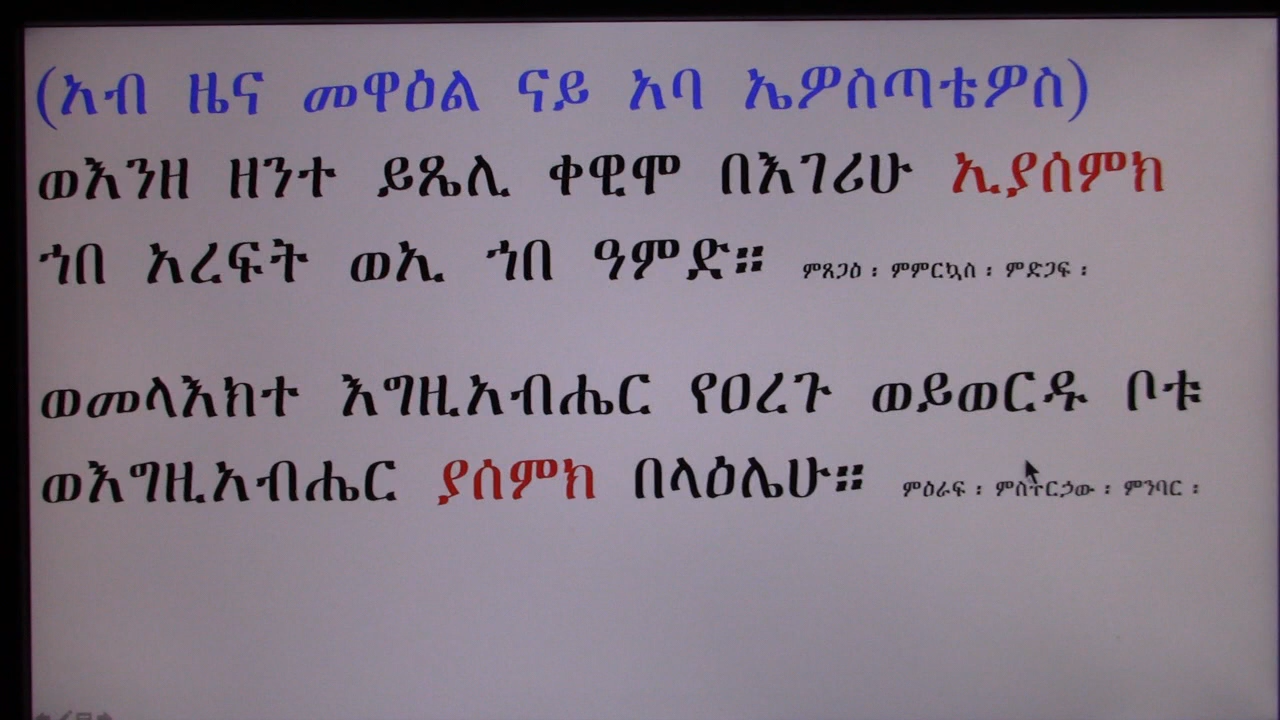 (አብ ዜና መዋዕል ናይ አባ ኤዎስጣቴዎስ)
ወእንዘ ዘንተ ይጼሊ ቀዊሞ በእገሪሁ ኢያሰምክ
ኀበ አረፍት ወኢ ኀበ ዓምድ። ምጸጋዕ ፡ ምምርኳስ ፡ ምድጋፍ ፡
ወመላእክተ እግዚአብሔር የዐረጉ ወይወርዱ ቦቱ
ወእግዚአብሔር ያሰምክ በላዕሌሁ። ምዕራፍ ፡ ምስትርኃው ፡ ምንባር ፡